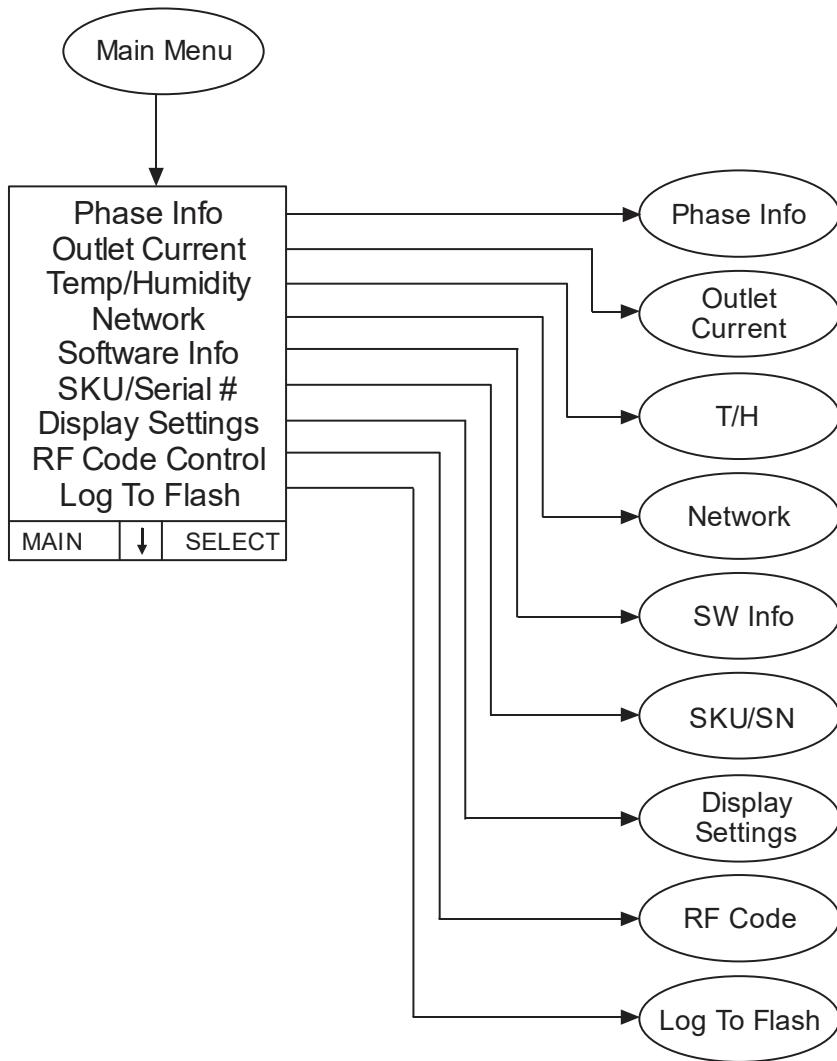 Main Menu
Phase Info
Outlet Current
Temp/Humidity
Network
Software Info
SKU/Serial #
Display Settings
RF Code Control
Log To Flash
MAIN ↓ SELECT
Phase Info
Outlet
Current
T/H
Network
SW Info
SKU/SN
Display
Settings
RF Code
Log To Flash